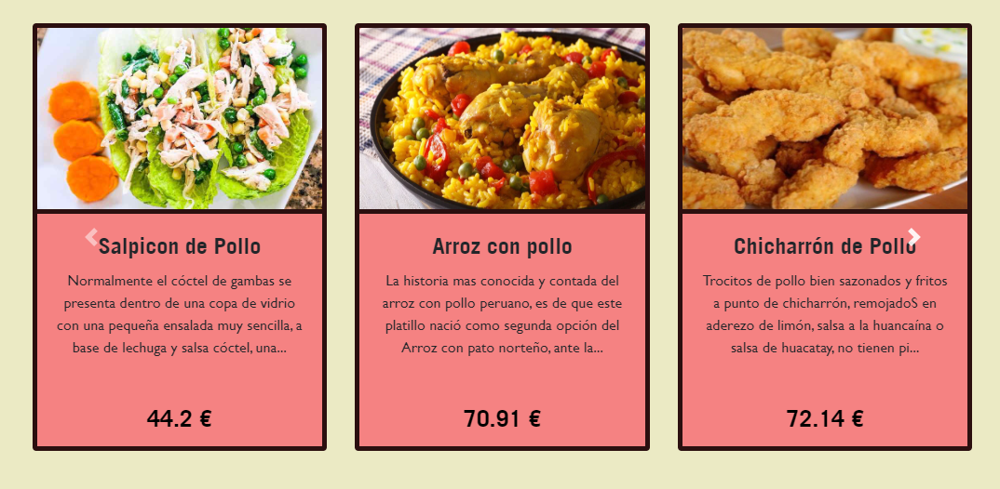 Salpicon de Pollo
Normalmente el cóctel de gambas se
presenta dentro de una copa de vidrio
con una pequeña ensalada muy sencilla, a
base de lechuga y salsa cóctel, una...
44.2 €
Arroz con pollo
La historia mas conocida y contada del
arroz con pollo peruano, es de que este
platillo nació como segunda opción del
Arroz con pato norteño, ante la...
70.91 €
Chicharrón de Pollo
Trocitos de pollo bien sazonados y fritos
a punto de chicharrón, remojadoS en
aderezo de limón, salsa a la huancaína o
salsa de huacatay, no tienen pi...
72.14 €